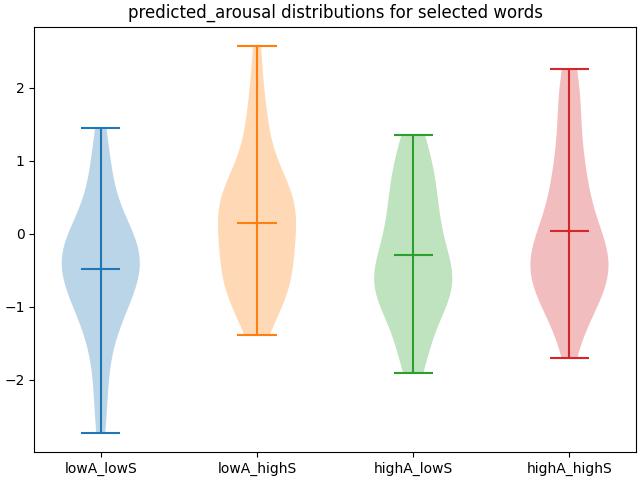 predicted_arousal distributions for selected words
2
1
0
−1
−2
lowA_lowS
lowA_highS
highA_lowS
highA_highS